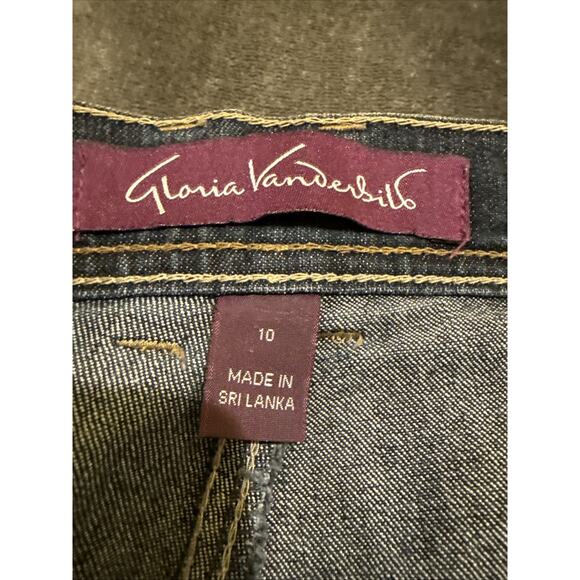 Gloria Vanderbilt
10
MADE IN
SRI LANKA